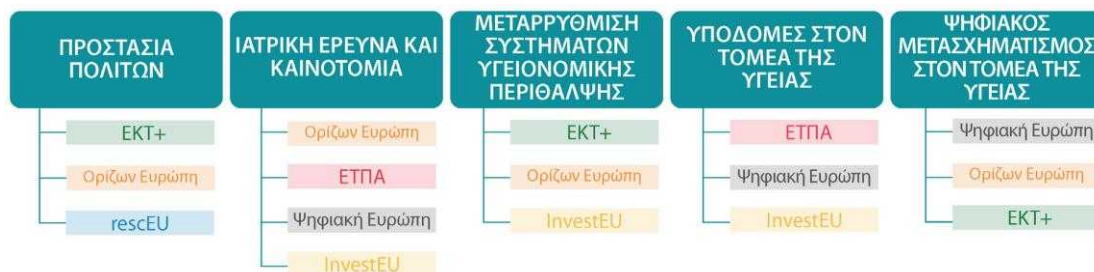 ΠΡΟΣΤΑΣΙΑ
ΠΟΛΙΤΩΝ
ΕΚΤ+
Ορίζων Ευρώπη
rescEU
ΙΑΤΡΙΚΗ ΕΡΕΥΝΑ ΚΑΙ
ΚΑΙΝΟΤΟΜΙΑ
Ορίζων Ευρώπη
ΕΤΠΑ
Ψηφιακή Ευρώπη
InvestEU
ΜΕΤΑΡΡΥΘΜΙΣΗ
ΣΥΣΤΗΜΑΤΩΝ
ΥΓΕΙΟΝΟΜΙΚΗΣ
ΠΕΡΙΘΑΛΨΗΣ
ΕΚΤ+
Ορίζων Ευρώπη
InvestEU
ΥΠΟΔΟΜΕΣ ΣΤΟΝ
ΤΟΜΕΑ ΤΗΣ
ΥΓΕΙΑΣ
ΕΤΠΑ
Ψηφιακή Ευρώπη
InvestEU
ΨΗΦΙΑΚΟΣ
ΜΕΤΑΣΧΗΜΑΤΙΣΜΟΣ
ΣΤΟΝ ΤΟΜΕΑ ΤΗΣ
ΥΓΕΙΑΣ
Ψηφιακή Ευρώπη
Ορίζων Ευρώπη
ΕΚΤ+